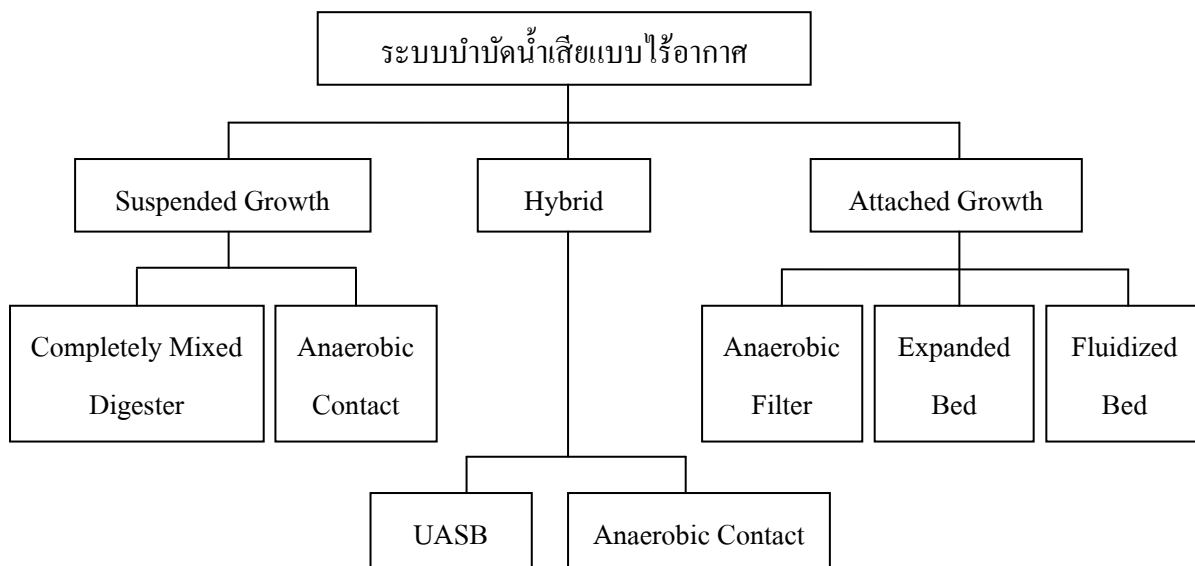 ระบบบำบัดน้ำเสียแบบไร้อากาศ
Suspended Growth
Hybrid
Attached Growth
Completely Mixed
Digester
Anaerobic
Contact
Anaerobic
Filter
Expanded
Bed
Fluidized
Bed
UASB
Anaerobic Contact